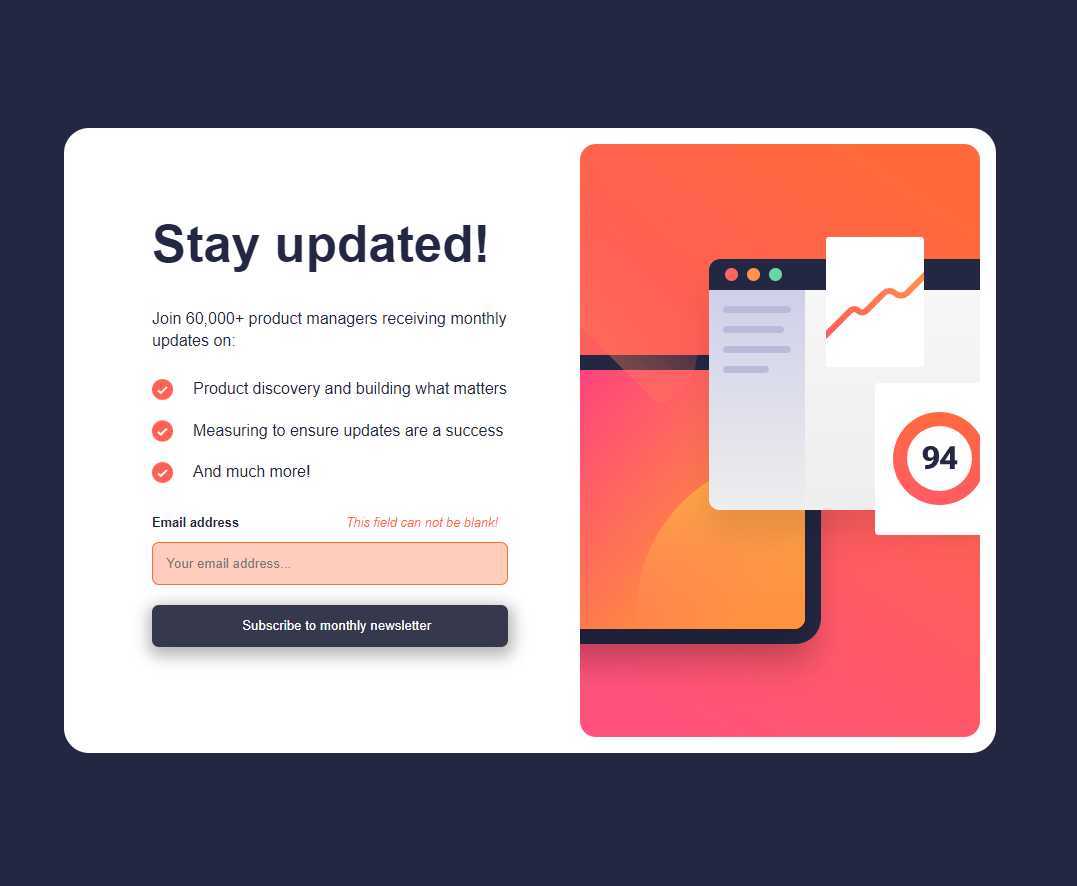 Stay updated!
Join 60,000+ product managers receiving monthly
updates on:
Product discovery and building what matters
Measuring to ensure updates are a success
And much more!
Email address This field can not be blank!
Your email address...
Subscribe to monthly newsletter
94